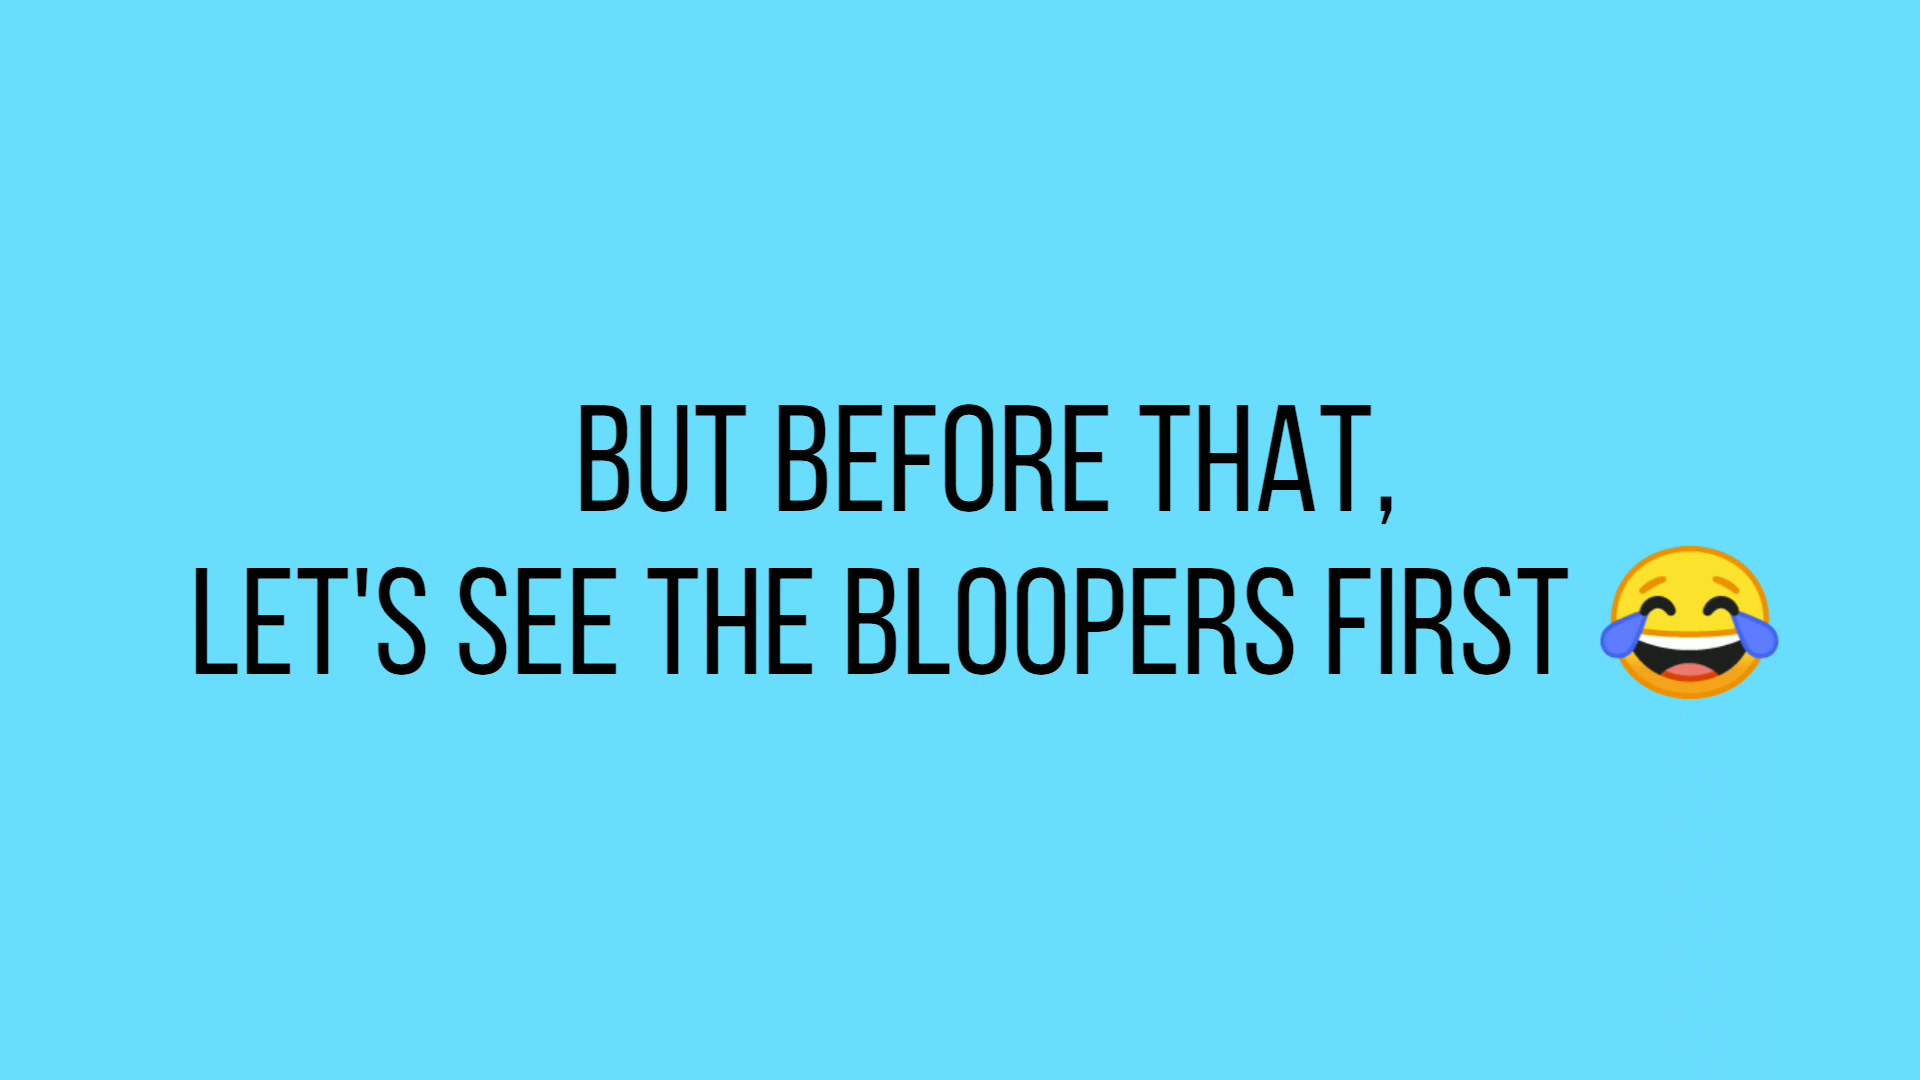 BUT BEFORE THAT,
LET'S SEE THE BLOOPERS FIRST 😂